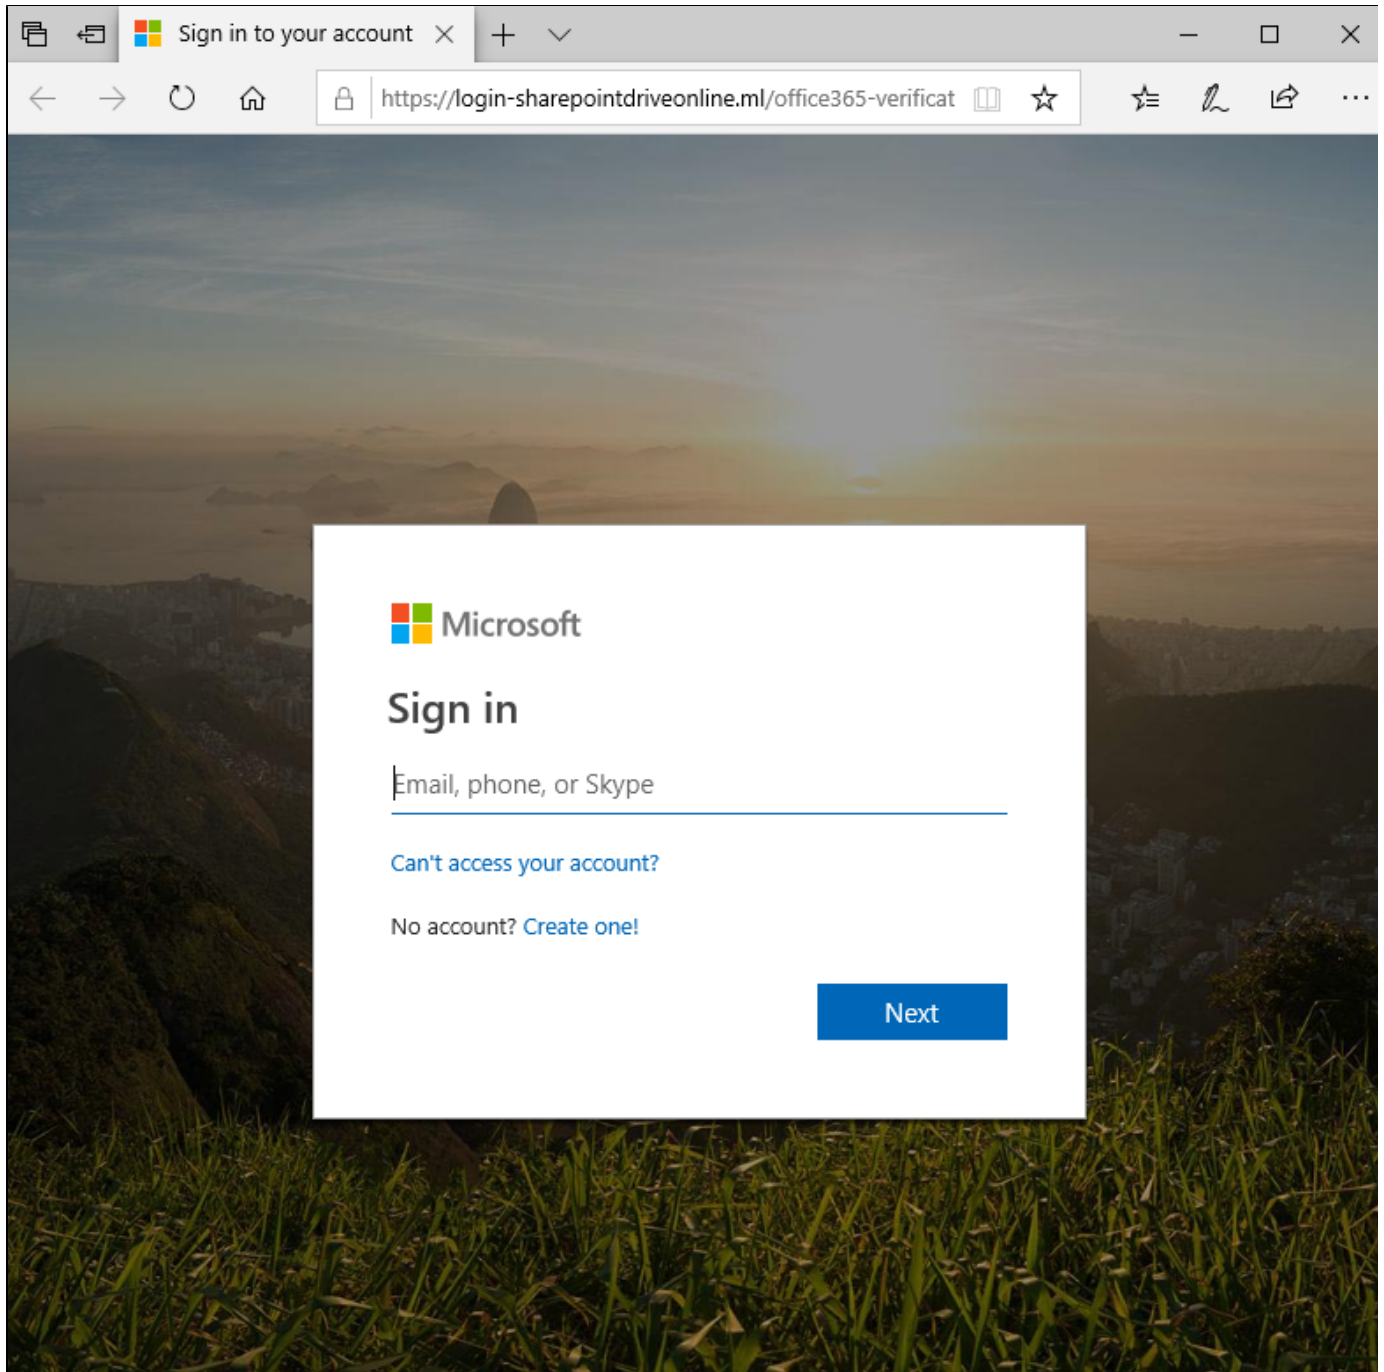 Sign in to your account
https://login-sharepointdriveonline.ml/office365-verificat
Microsoft
Sign in
Email, phone, or Skype
Can't access your account?
No account? Create one!
Next